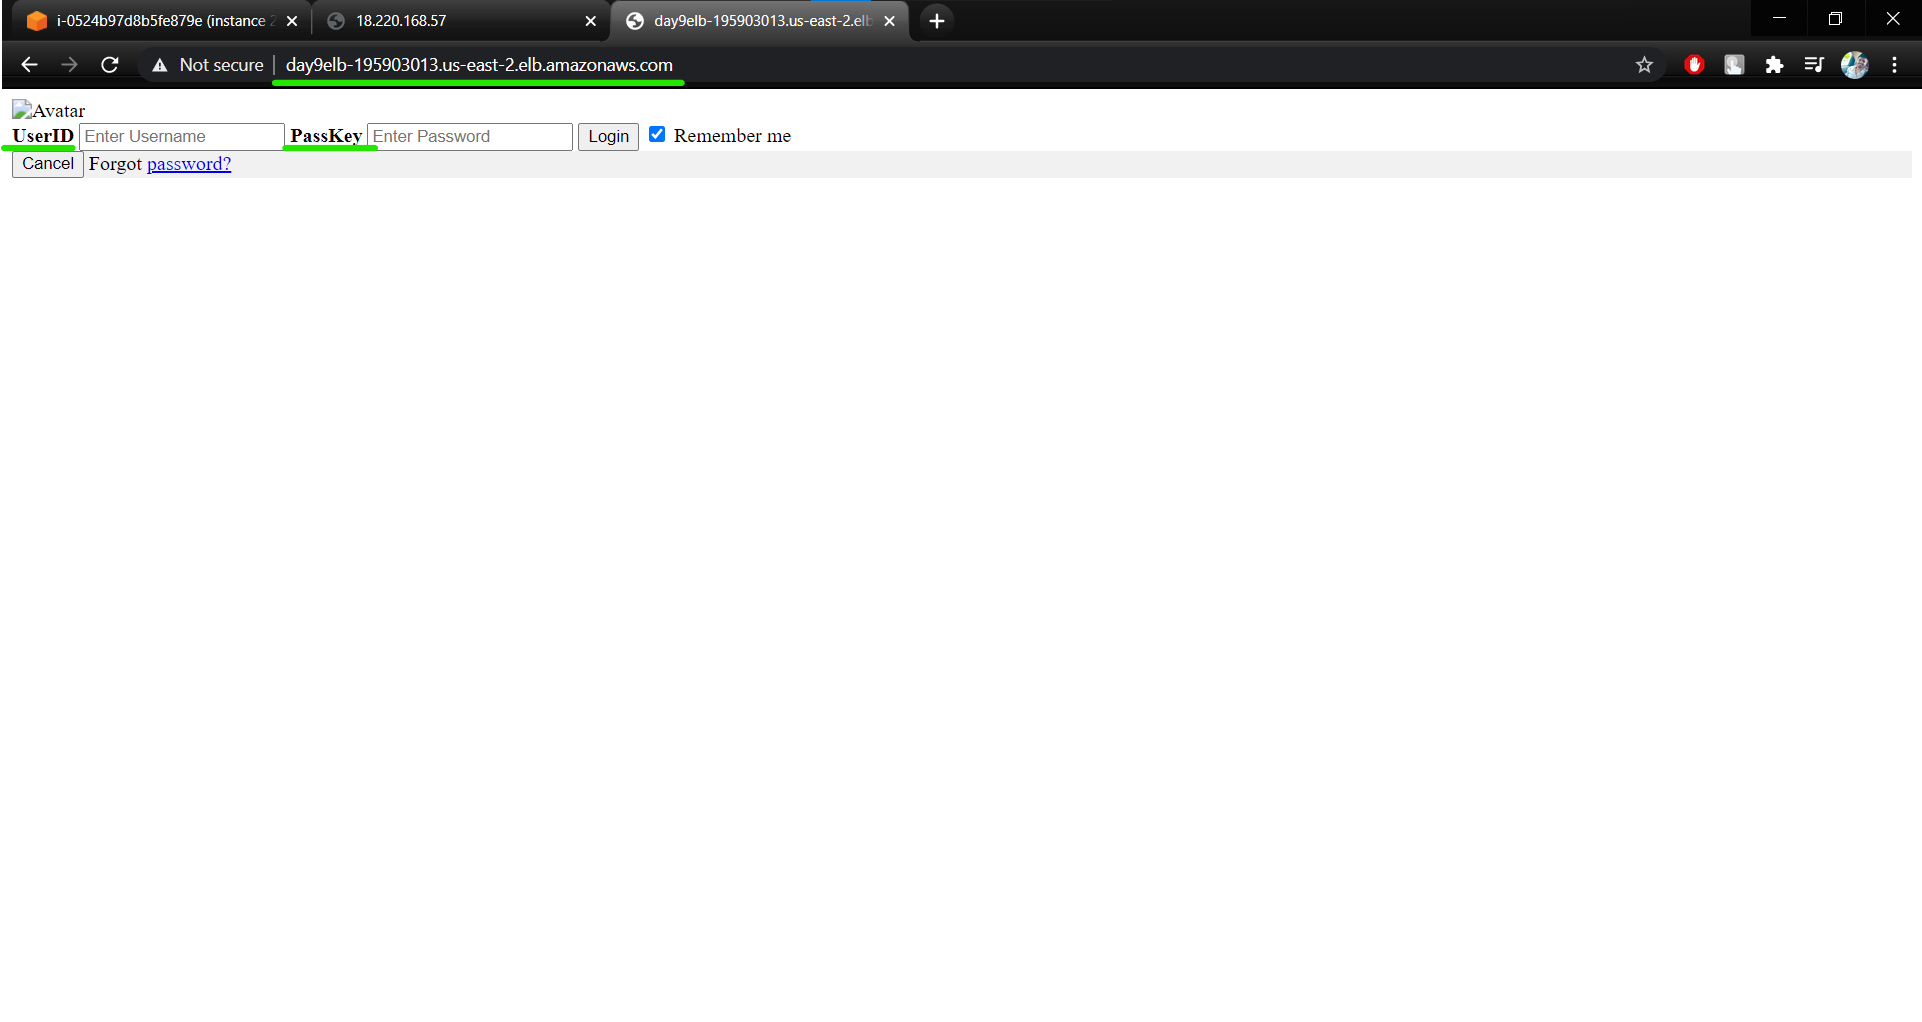 i-0524b97d8b5fe879e (instance 2
18.220.168.57
day9elb-195903013.us-east-2.elb
Not secure day9elb-195903013.us-east-2.elb.amazonaws.com
Avatar
UserID Enter Username PassKey Enter Password Login Remember me
Cancel Forgot password?